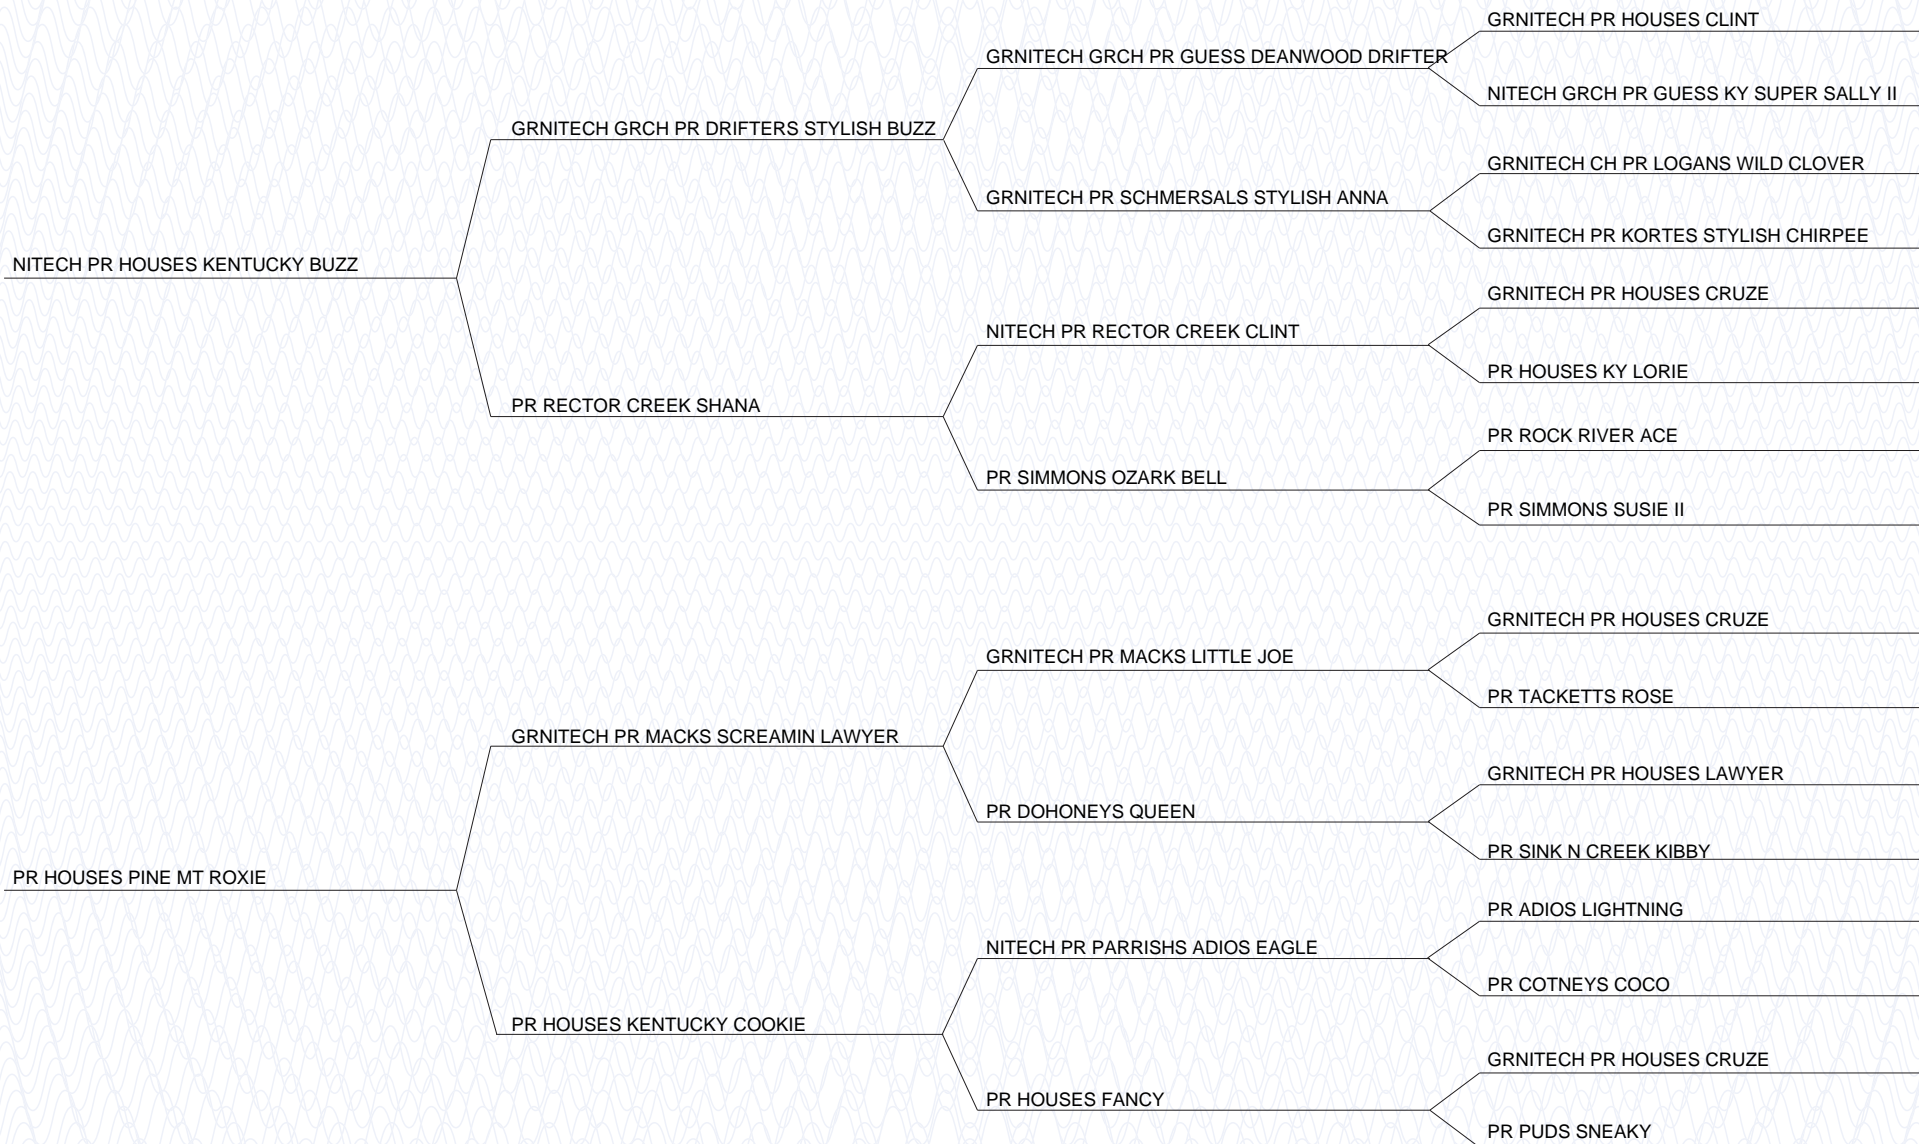 GRNITECH PR HOUSES CLINT
GRNITECH GRCH PR GUESS DEANWOOD DRIFTER
NITECH GRCH PR GUESS KY SUPER SALLY II
GRNITECH GRCH PR DRIFTERS STYLISH BUZZ
GRNITECH CH PR LOGANS WILD CLOVER
GRNITECH PR SCHMERSALS STYLISH ANNA
GRNITECH PR KORTES STYLISH CHIRPEE
NITECH PR HOUSES KENTUCKY BUZZ
GRNITECH PR HOUSES CRUZE
NITECH PR RECTOR CREEK CLINT
PR HOUSES KY LORIE
PR RECTOR CREEK SHANA
PR ROCK RIVER ACE
PR SIMMONS OZARK BELL
PR SIMMONS SUSIE II
GRNITECH PR HOUSES CRUZE
GRNITECH PR MACKS LITTLE JOE
PR TACKETTS ROSE
GRNITECH PR MACKS SCREAMIN LAWYER
GRNITECH PR HOUSES LAWYER
PR DOHONEYS QUEEN
PR SINK N CREEK KIBBY
PR HOUSES PINE MT ROXIE
PR ADIOS LIGHTNING
NITECH PR PARRISHS ADIOS EAGLE
PR COTNEYS COCO
PR HOUSES KENTUCKY COOKIE
GRNITECH PR HOUSES CRUZE
PR HOUSES FANCY
PR PUDS SNEAKY